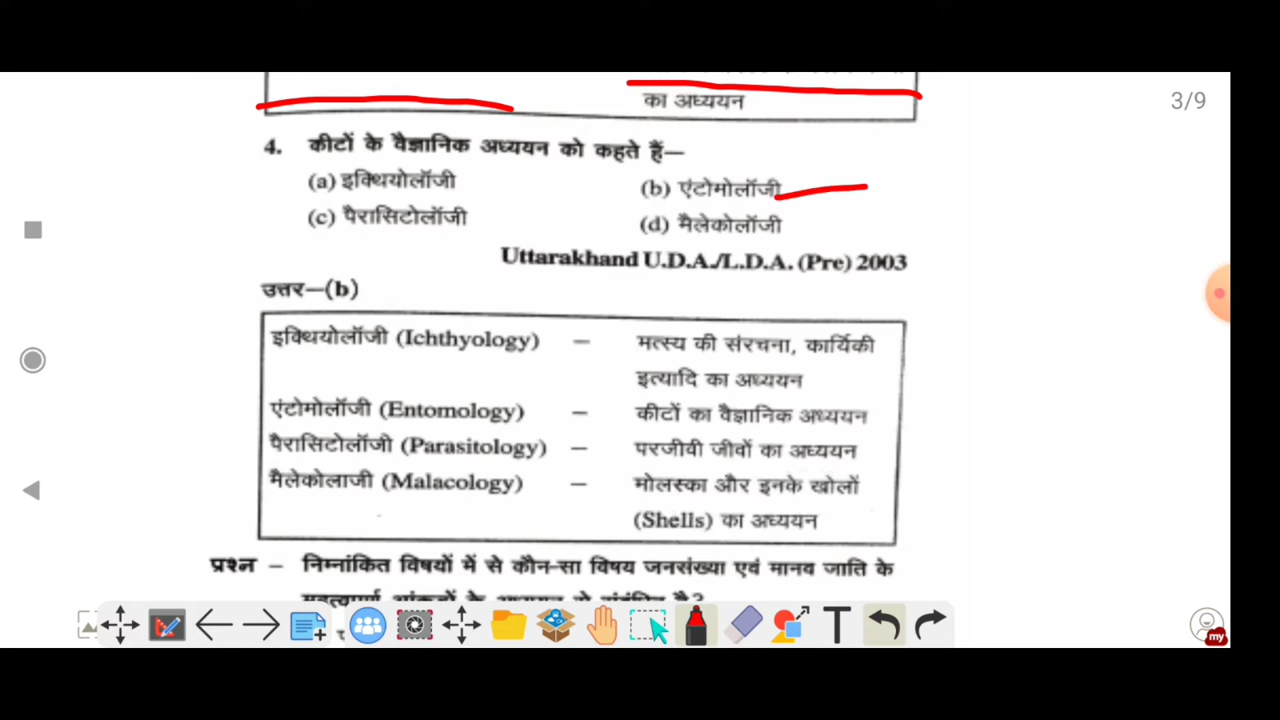 का अध्ययन
3/9
4. कीटों के वैज्ञानिक अध्ययन को कहते हैं—
(a) इक्थियोलॉजी (b) एंटोमोलॉजी
(c) पैरासिटोलॉजी (d) मैलेकोलॉजी
Uttarakhand U.D.A./L.D.A. (Pre) 2003
उत्तर—(b)
इक्थियोलॉजी (Ichthyology) – मत्स्य की संरचना, कार्यिकी
इत्यादि का अध्ययन
एंटोमोलॉजी (Entomology) – कीटों का वैज्ञानिक अध्ययन
पैरासिटोलॉजी (Parasitology) – परजीवी जीवों का अध्ययन
मैलेकोलाजी (Malacology) – मोलस्का और इनके खोलों
(Shells) का अध्ययन
प्रश्न – निम्नांकित विषयों में से कौन-सा विषय जनसंख्या एवं मानव जाति के
T
my